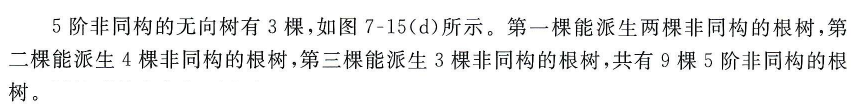 5 阶非同构的无向树有 3 棵,如图 7-15(d)所示。第一棵能派生两棵非同构的根树,第
二棵能派生 4 棵非同构的根树,第三棵能派生 3 棵非同构的根树,共有 9 棵 5 阶非同构的根
树。